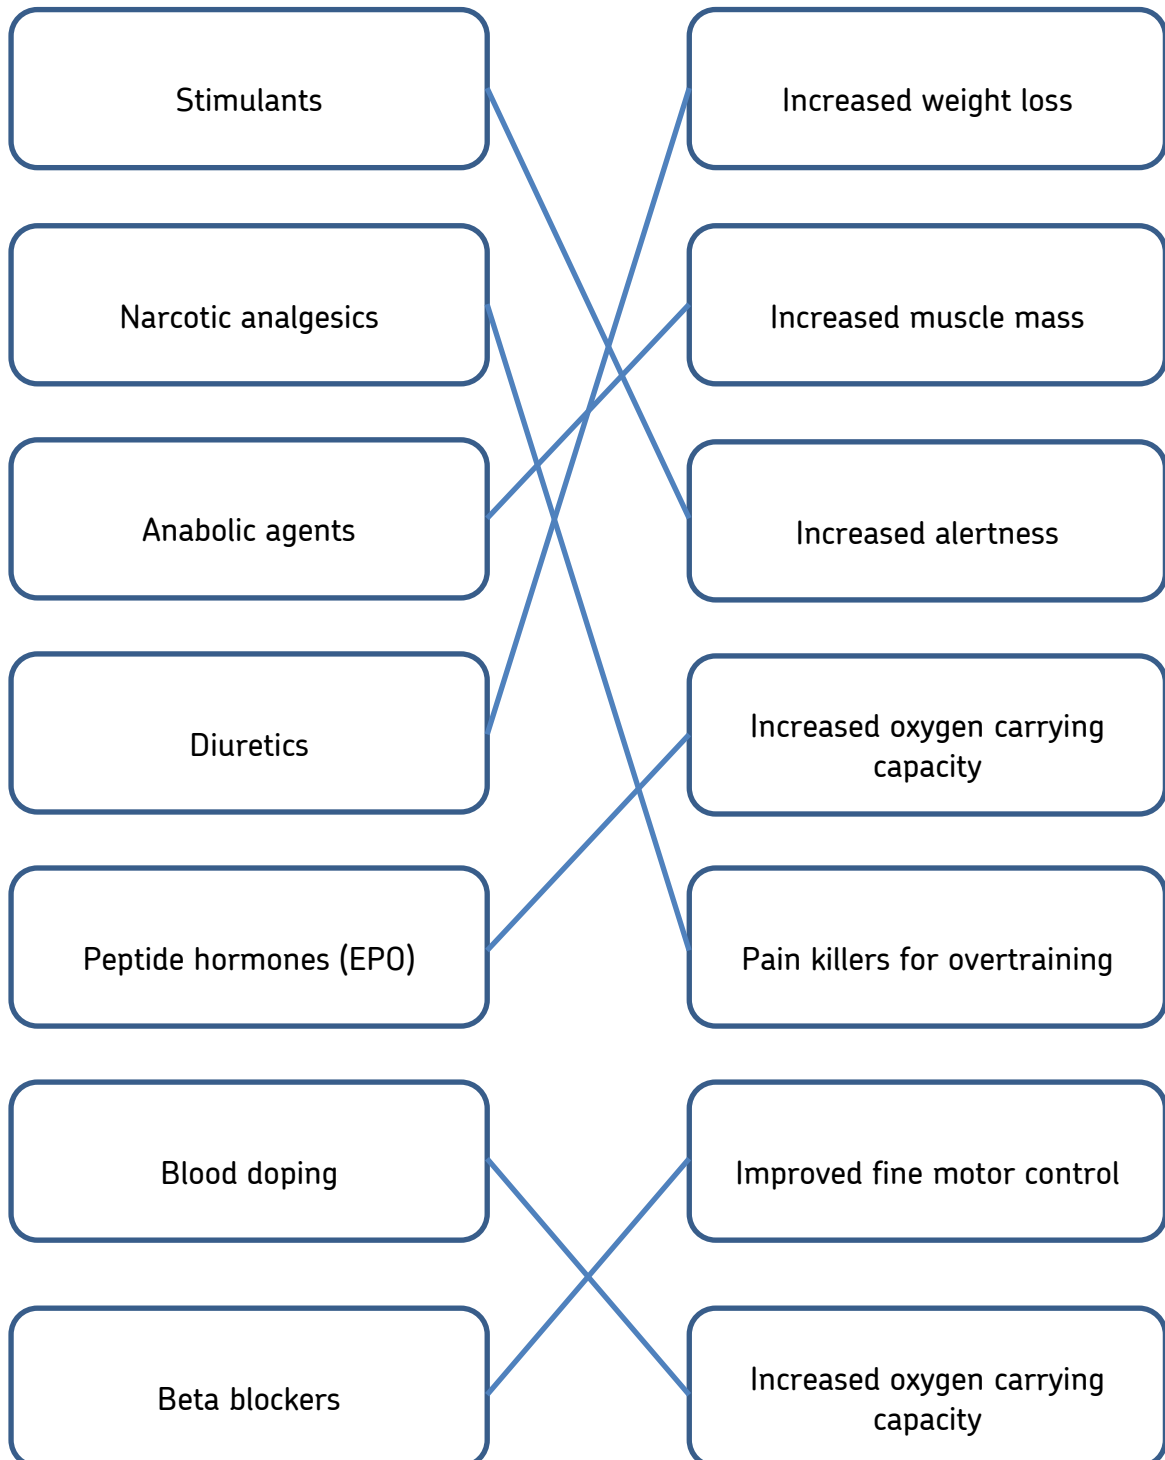 Stimulants
Increased weight loss
Narcotic analgesics
Increased muscle mass
Anabolic agents
Increased alertness
Diuretics
Increased oxygen carrying
capacity
Peptide hormones (EPO)
Pain killers for overtraining
Blood doping
Improved fine motor control
Beta blockers
Increased oxygen carrying
capacity